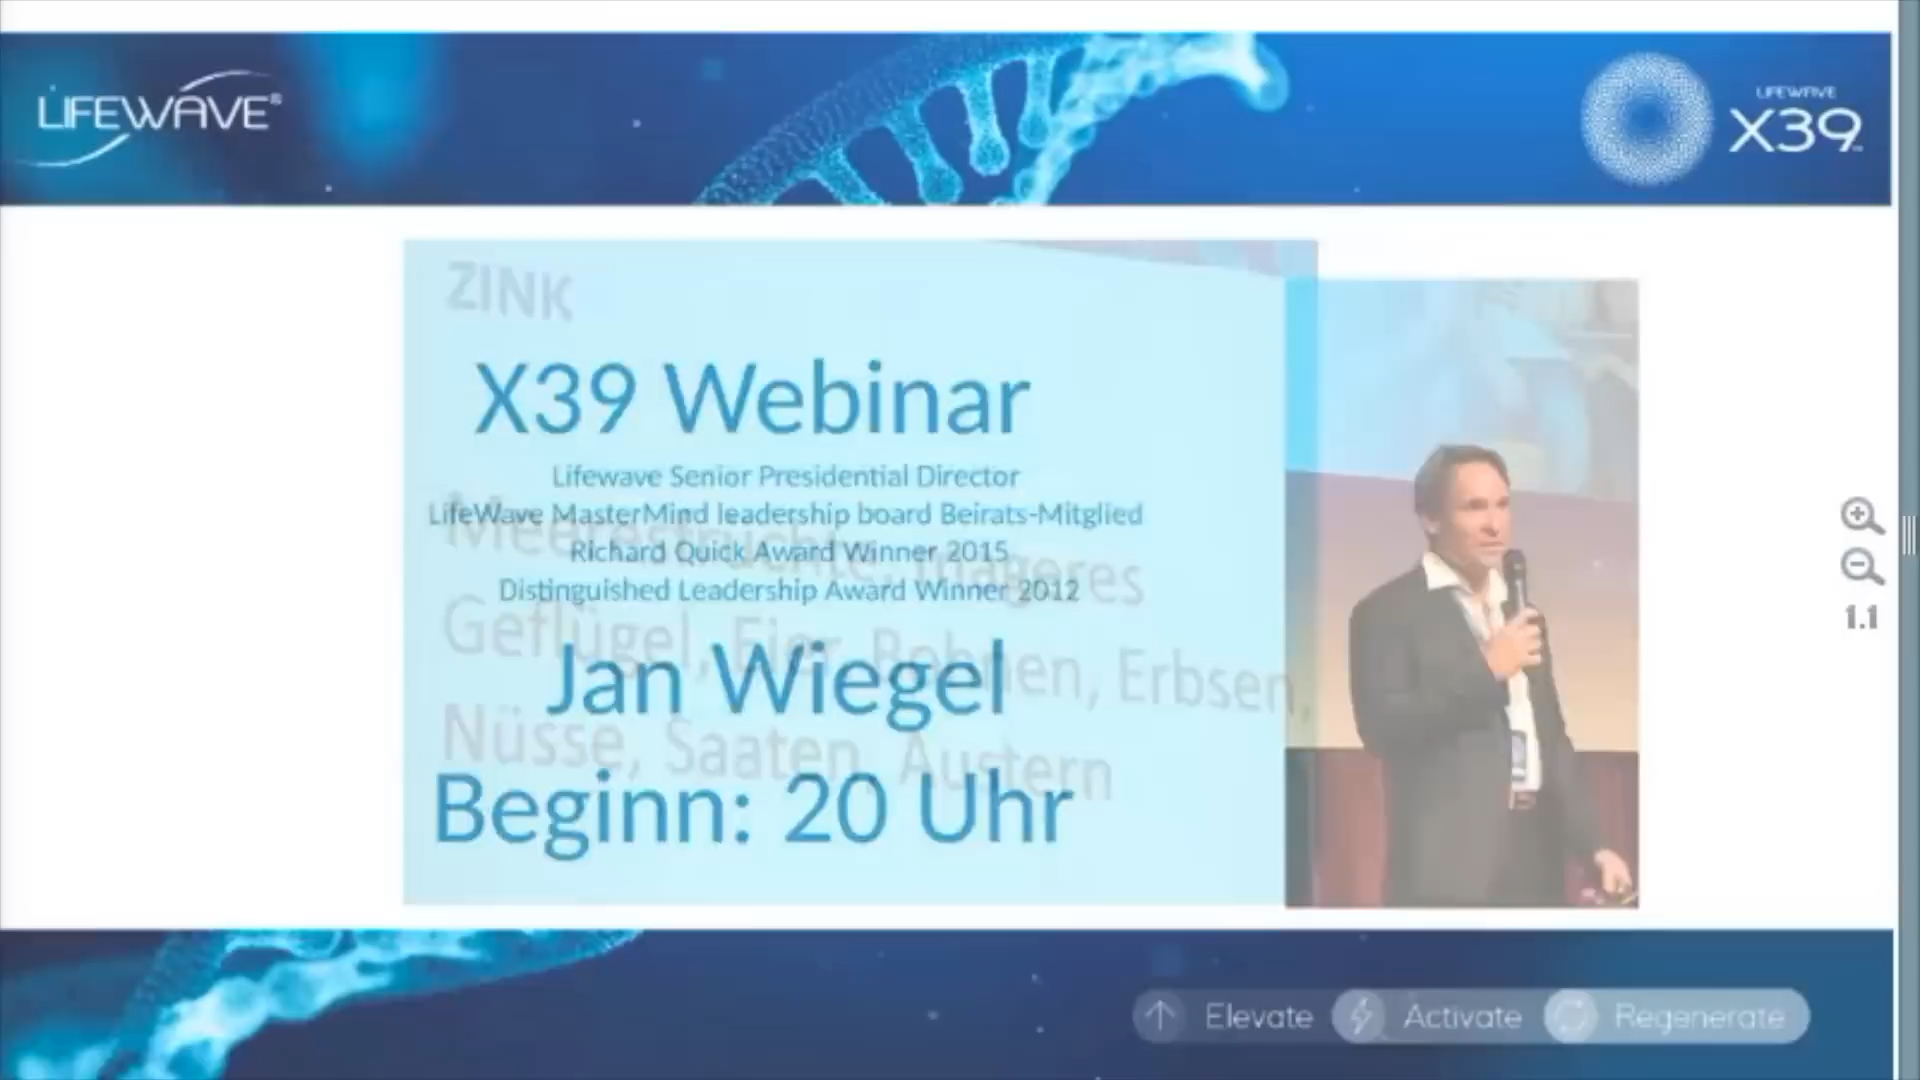 LIFEWAVE®
LIFEWAVE
X39
ZINK
X39 Webinar
Lifewave Senior Presidential Director
LifeWave MasterMind leadership board Beirats-Mitglied
Richard Quick Award Winner 2015
Distinguished Leadership Award Winner 2012
Meeresfrüchte, mageres
Geflügel, Eier, Bohnen, Erbsen,
Jan Wiegel
Nüsse, Saaten, Austern
Beginn: 20 Uhr
1.1
Elevate
Activate
Regenerate